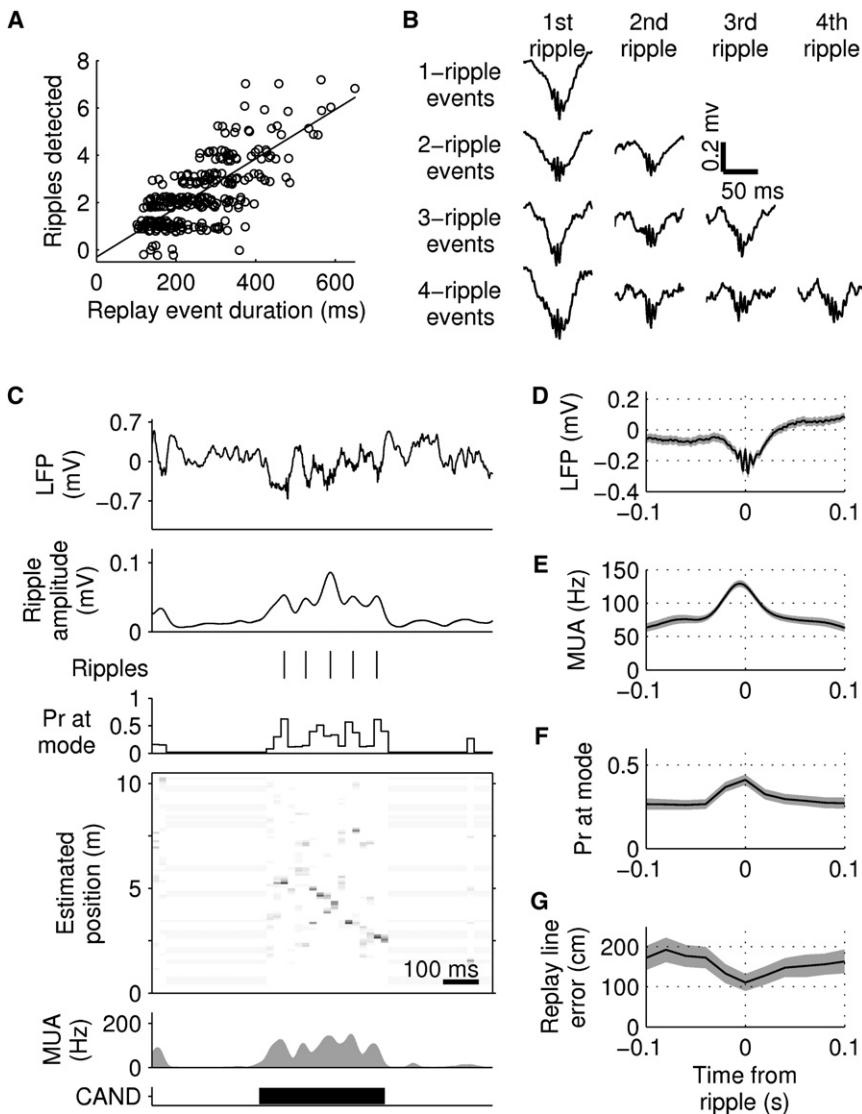 A
Ripples detected
8
6
4
2
0
0
200
400
600
Replay event duration (ms)
B
1st ripple
2nd ripple
3rd ripple
4th ripple
1−ripple events
2−ripple events
3−ripple events
4−ripple events
0.2 mv
50 ms
C
LFP (mV)
0.7
0
−0.7
Ripple amplitude (mV)
0.1
0
Ripples
Pr at mode
1
0.5
0
Estimated position (m)
10
5
0
100 ms
MUA (Hz)
200
0
CAND
D
LFP (mV)
0.2
0
−0.2
−0.4
−0.1
0
0.1
E
MUA (Hz)
150
100
50
0
−0.1
0
0.1
F
Pr at mode
0.5
0
−0.1
0
0.1
G
Replay line error (cm)
200
100
0
−0.1
0
0.1
Time from ripple (s)